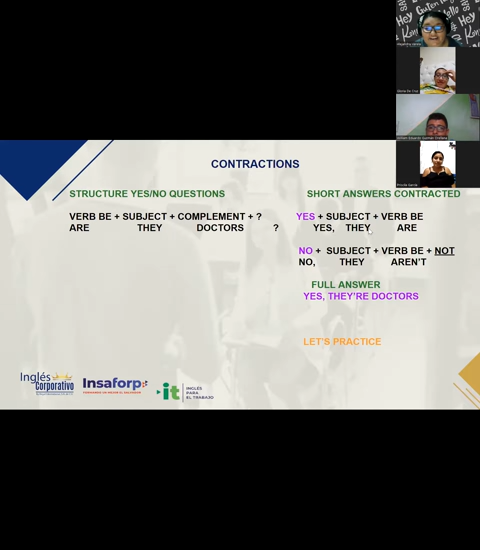 CONTRACTIONS
STRUCTURE YES/NO QUESTIONS
VERB BE + SUBJECT + COMPLEMENT + ?
ARE THEY DOCTORS ?
SHORT ANSWERS CONTRACTED
YES + SUBJECT + VERB BE
YES, THEY ARE
NO + SUBJECT + VERB BE + NOT
NO, THEY AREN'T
FULL ANSWER
YES, THEY'RE DOCTORS
LET'S PRACTICE
Inglés
Corporativo
Insaforp
it
INGLÉS
PARA
EL TRABAJO